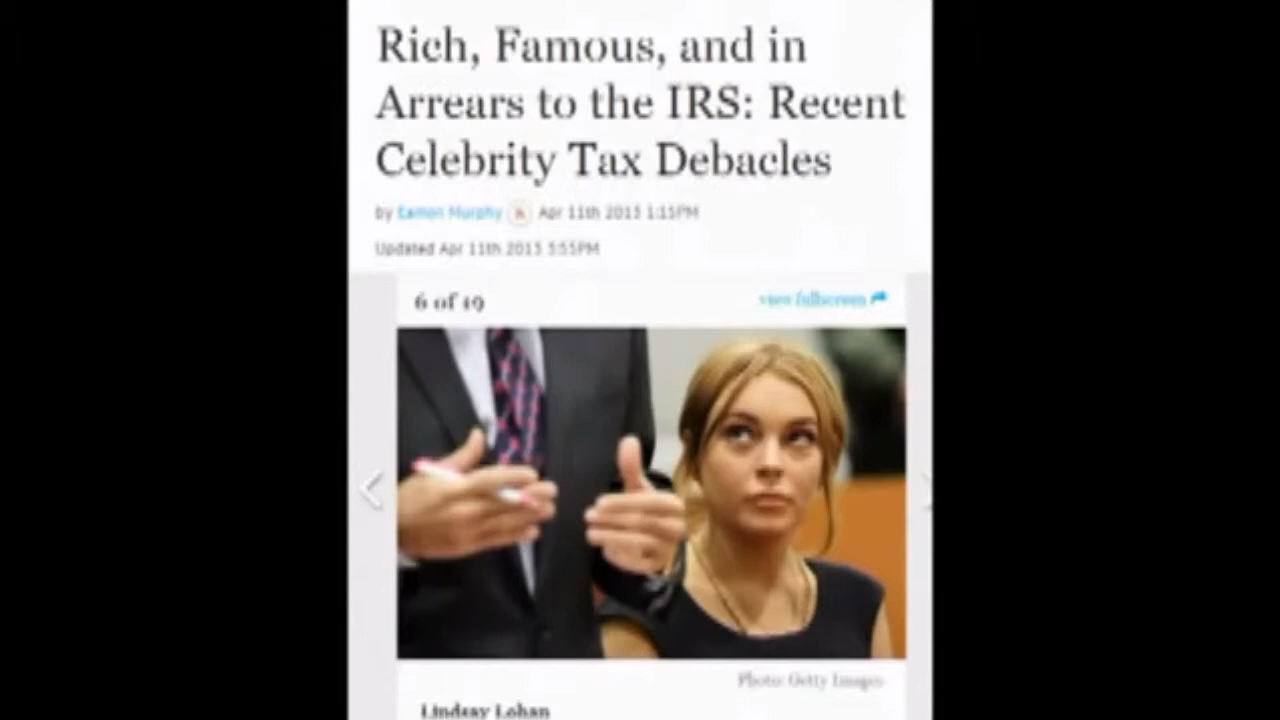 Rich, Famous, and in
Arrears to the IRS: Recent
Celebrity Tax Debacles
by Eamon Murphy Apr 11th 2013 1:15PM
Updated Apr 11th 2013 3:55PM
6 of 19
view fullscreen
Photo: Getty Images
Lindsay Lohan